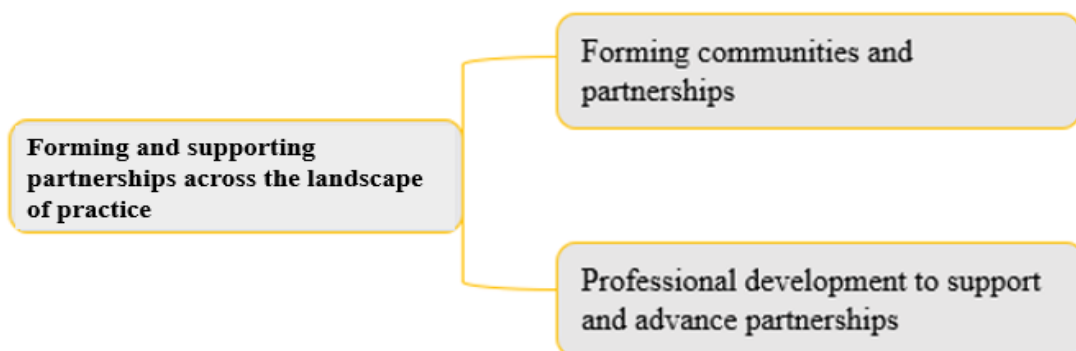 Forming communities and
partnerships
Forming and supporting
partnerships across the landscape
of practice
Professional development to support
and advance partnerships